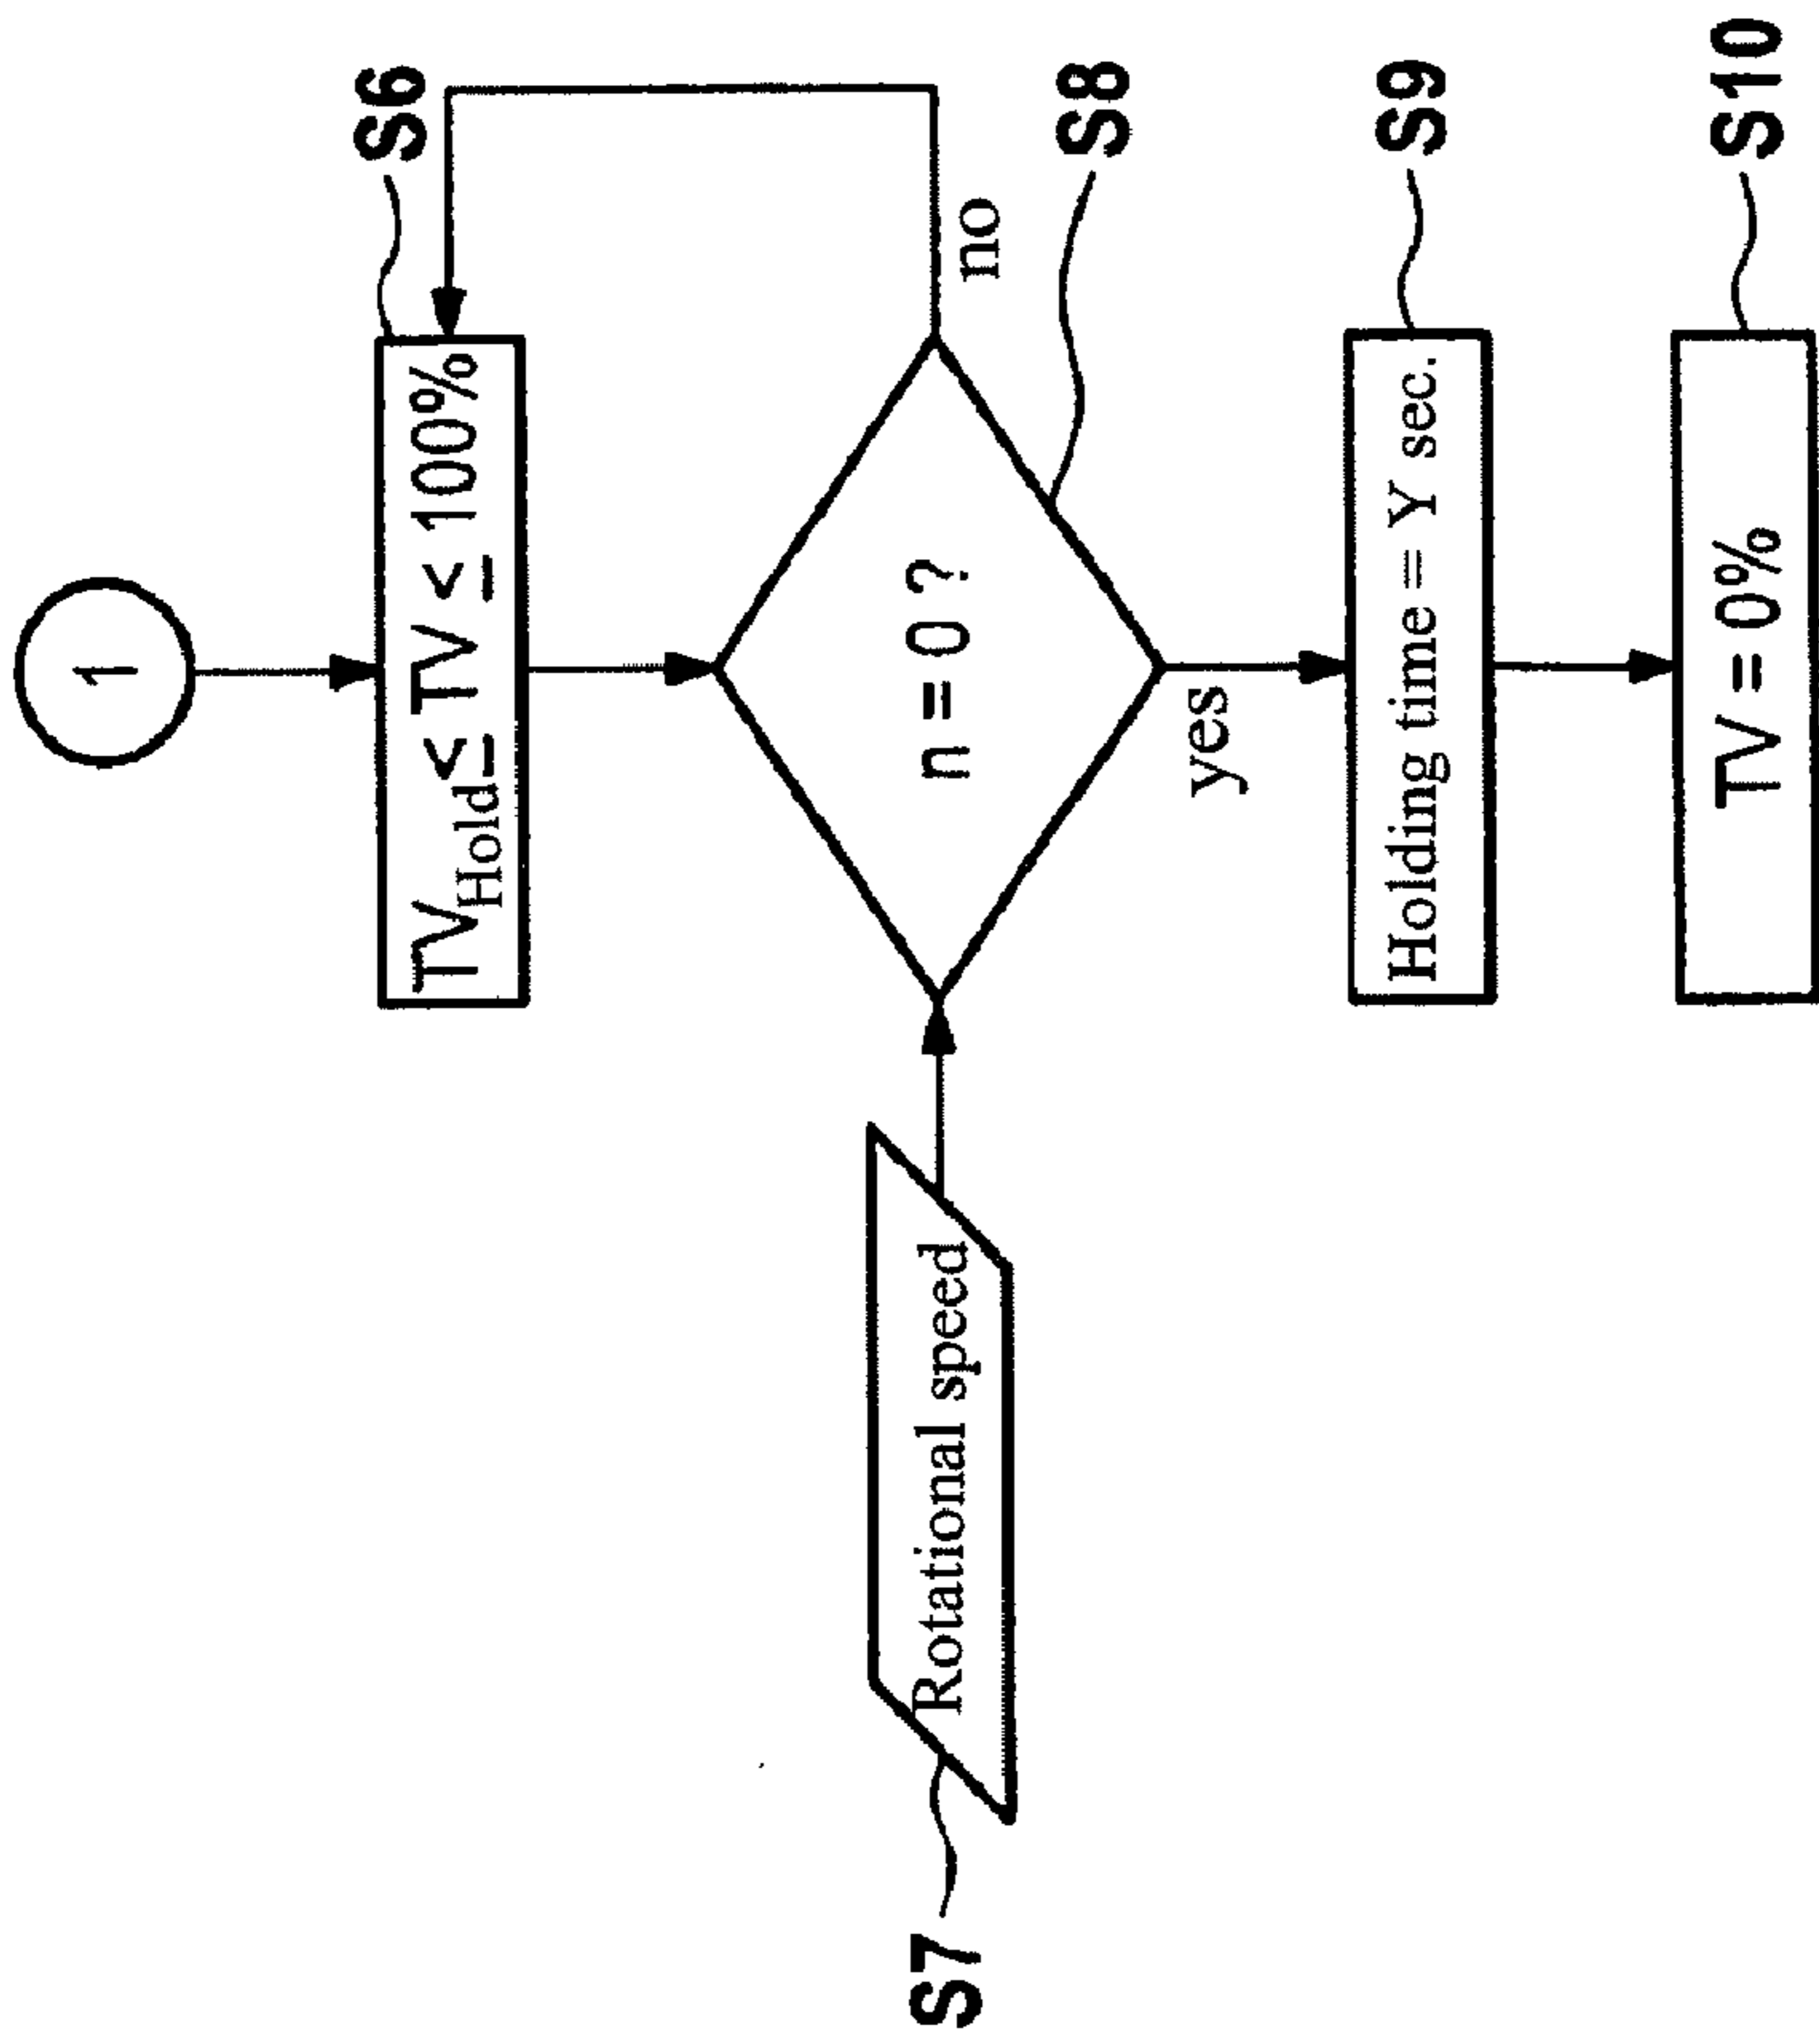 1
S6
TV_Hold ≤ TV ≤ 100%
no
S7
Rotational speed
n = 0 ?
S8
yes
S9
Holding time = Y sec.
S10
TV = 0%